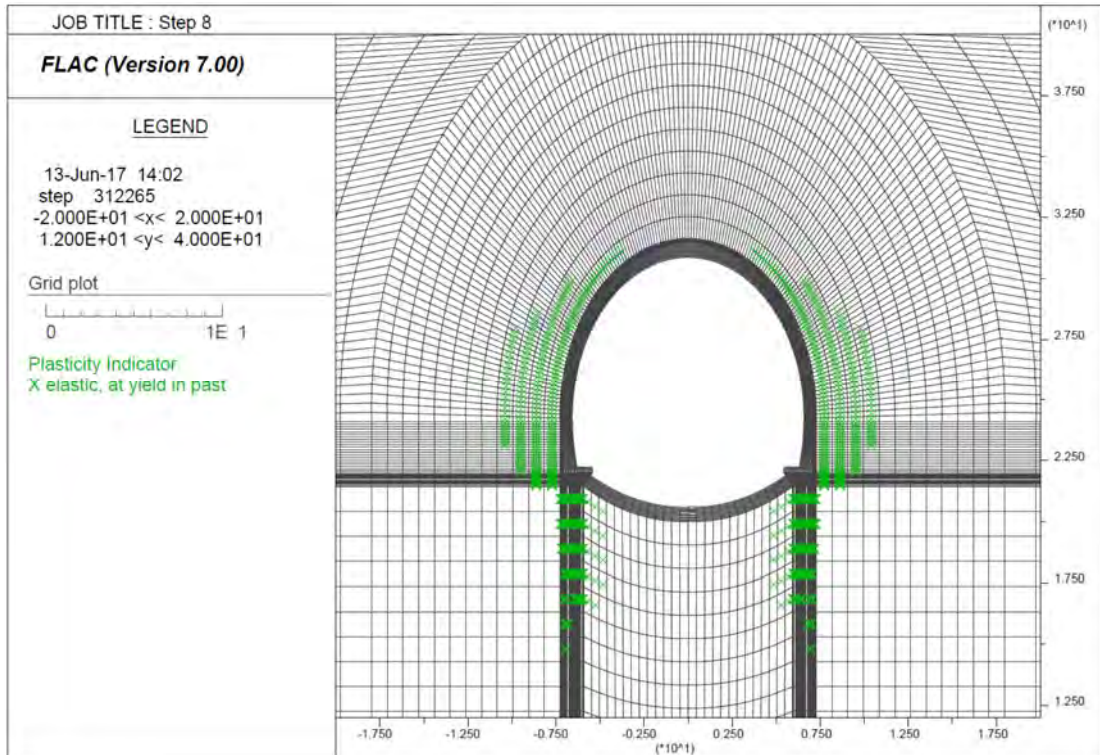 JOB TITLE : Step 8
FLAC (Version 7.00)
LEGEND
13-Jun-17 14:02
step 312265
-2.000E+01 <x< 2.000E+01
1.200E+01 <y< 4.000E+01
Grid plot
0 1E 1
Plasticity Indicator
X elastic, at yield in past
(*10^1)
3.750
3.250
2.750
2.250
1.750
1.250
-1.750 -1.250 -0.750 -0.250 0.250 0.750 1.250 1.750
(*10^1)